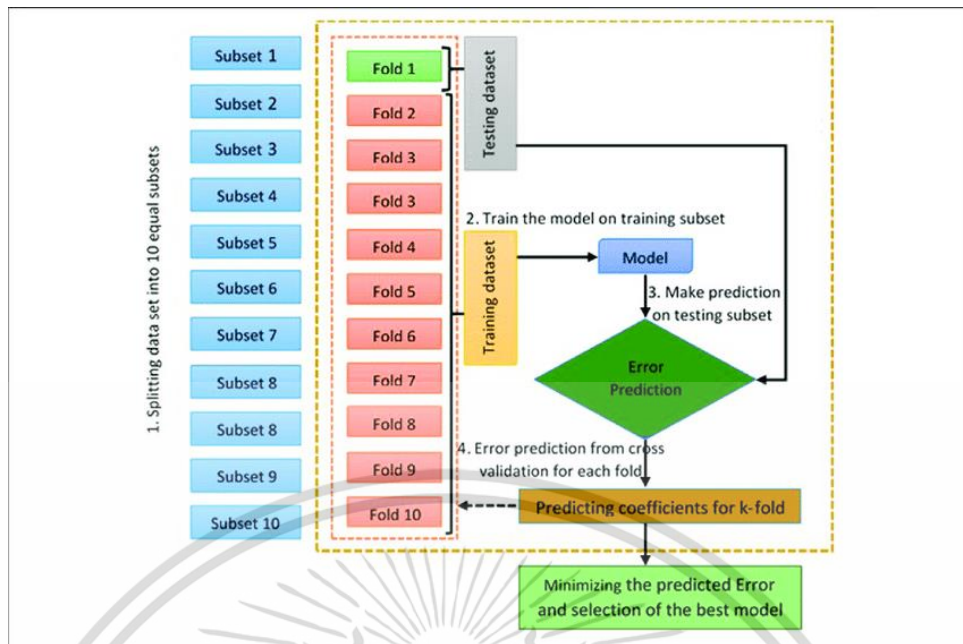 1. Splitting data set into 10 equal subsets
Subset 1
Subset 2
Subset 3
Subset 4
Subset 5
Subset 6
Subset 7
Subset 8
Subset 8
Subset 9
Subset 10
Fold 1
Fold 2
Fold 3
Fold 3
Fold 4
Fold 5
Fold 6
Fold 7
Fold 8
Fold 9
Fold 10
Testing dataset
Training dataset
2. Train the model on training subset
Model
3. Make prediction
on testing subset
Error
Prediction
4. Error prediction from cross
validation for each fold
Predicting coefficients for k-fold
Minimizing the predicted Error
and selection of the best model